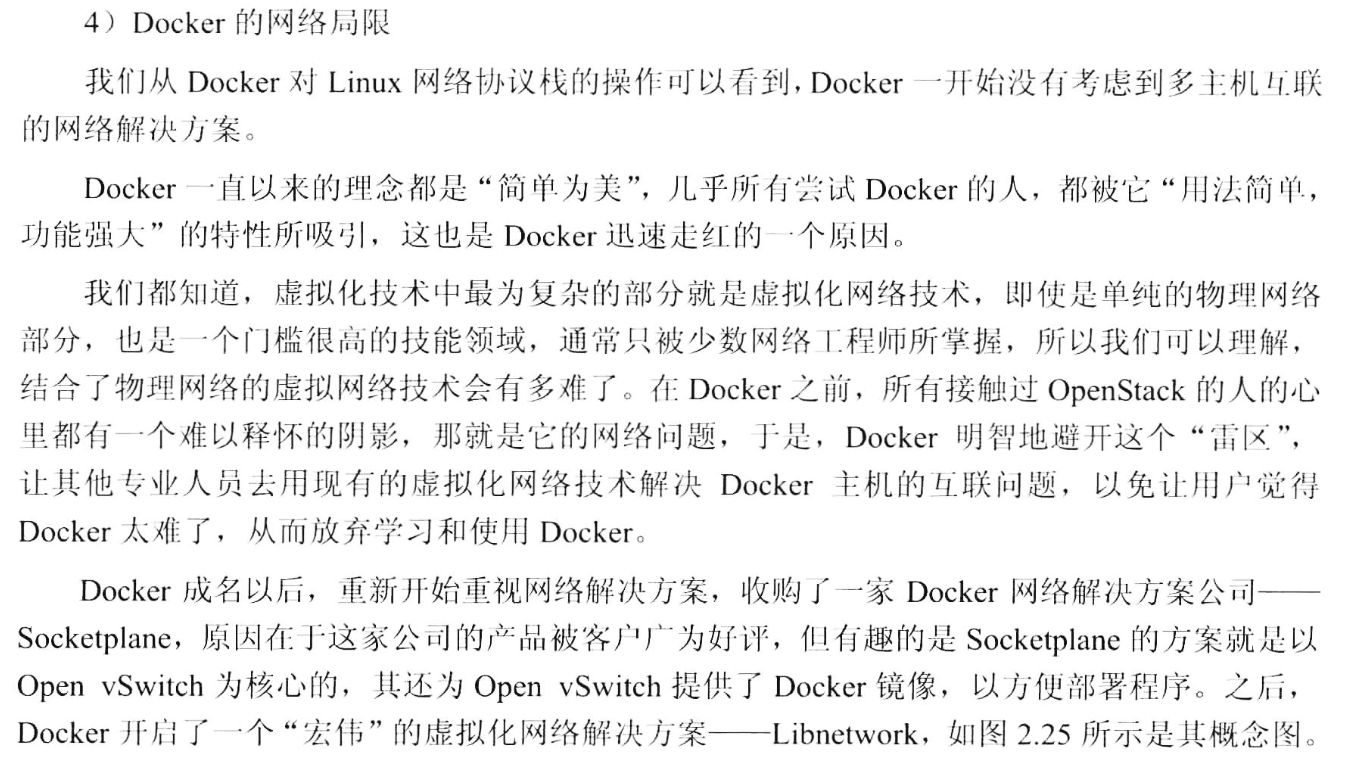 4）Docker 的网络局限
我们从 Docker 对 Linux 网络协议栈的操作可以看到，Docker 一开始没有考虑到多主机互联
的网络解决方案。
Docker 一直以来的理念都是“简单为美”，几乎所有尝试 Docker 的人，都被它“用法简单，
功能强大”的特性所吸引，这也是 Docker 迅速走红的一个原因。
我们都知道，虚拟化技术中最为复杂的部分就是虚拟化网络技术，即使是单纯的物理网络
部分，也是一个门槛很高的技能领域，通常只被少数网络工程师所掌握，所以我们可以理解，
结合了物理网络的虚拟网络技术会有多难了。在 Docker 之前，所有接触过 OpenStack 的人的心
里都有一个难以释怀的阴影，那就是它的网络问题，于是，Docker 明智地避开这个“雷区”，
让其他专业人员去用现有的虚拟化网络技术解决 Docker 主机的互联问题，以免让用户觉得
Docker 太难了，从而放弃学习和使用 Docker。
Docker 成名以后，重新开始重视网络解决方案，收购了一家 Docker 网络解决方案公司——
Socketplane，原因在于这家公司的产品被客户广为好评，但有趣的是 Socketplane 的方案就是以
Open vSwitch 为核心的，其还为 Open vSwitch 提供了 Docker 镜像，以方便部署程序。之后，
Docker 开启了一个“宏伟”的虚拟化网络解决方案——Libnetwork，如图 2.25 所示是其概念图。